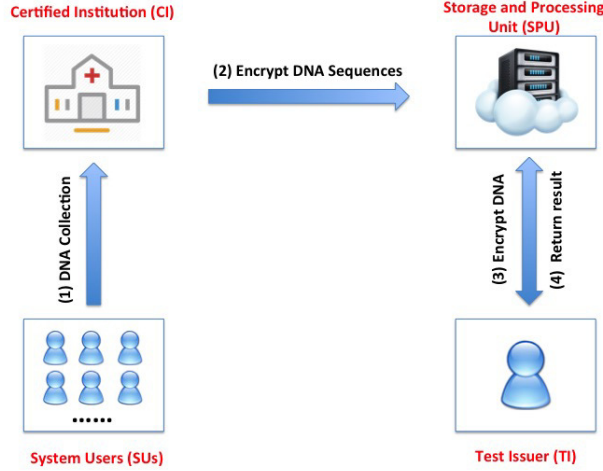 Certified Institution (CI)
Storage and Processing
Unit (SPU)
(2) Encrypt DNA Sequences
(1) DNA Collection
(3) Encrypt DNA
(4) Return result
......
System Users (SUs)
Test Issuer (TI)